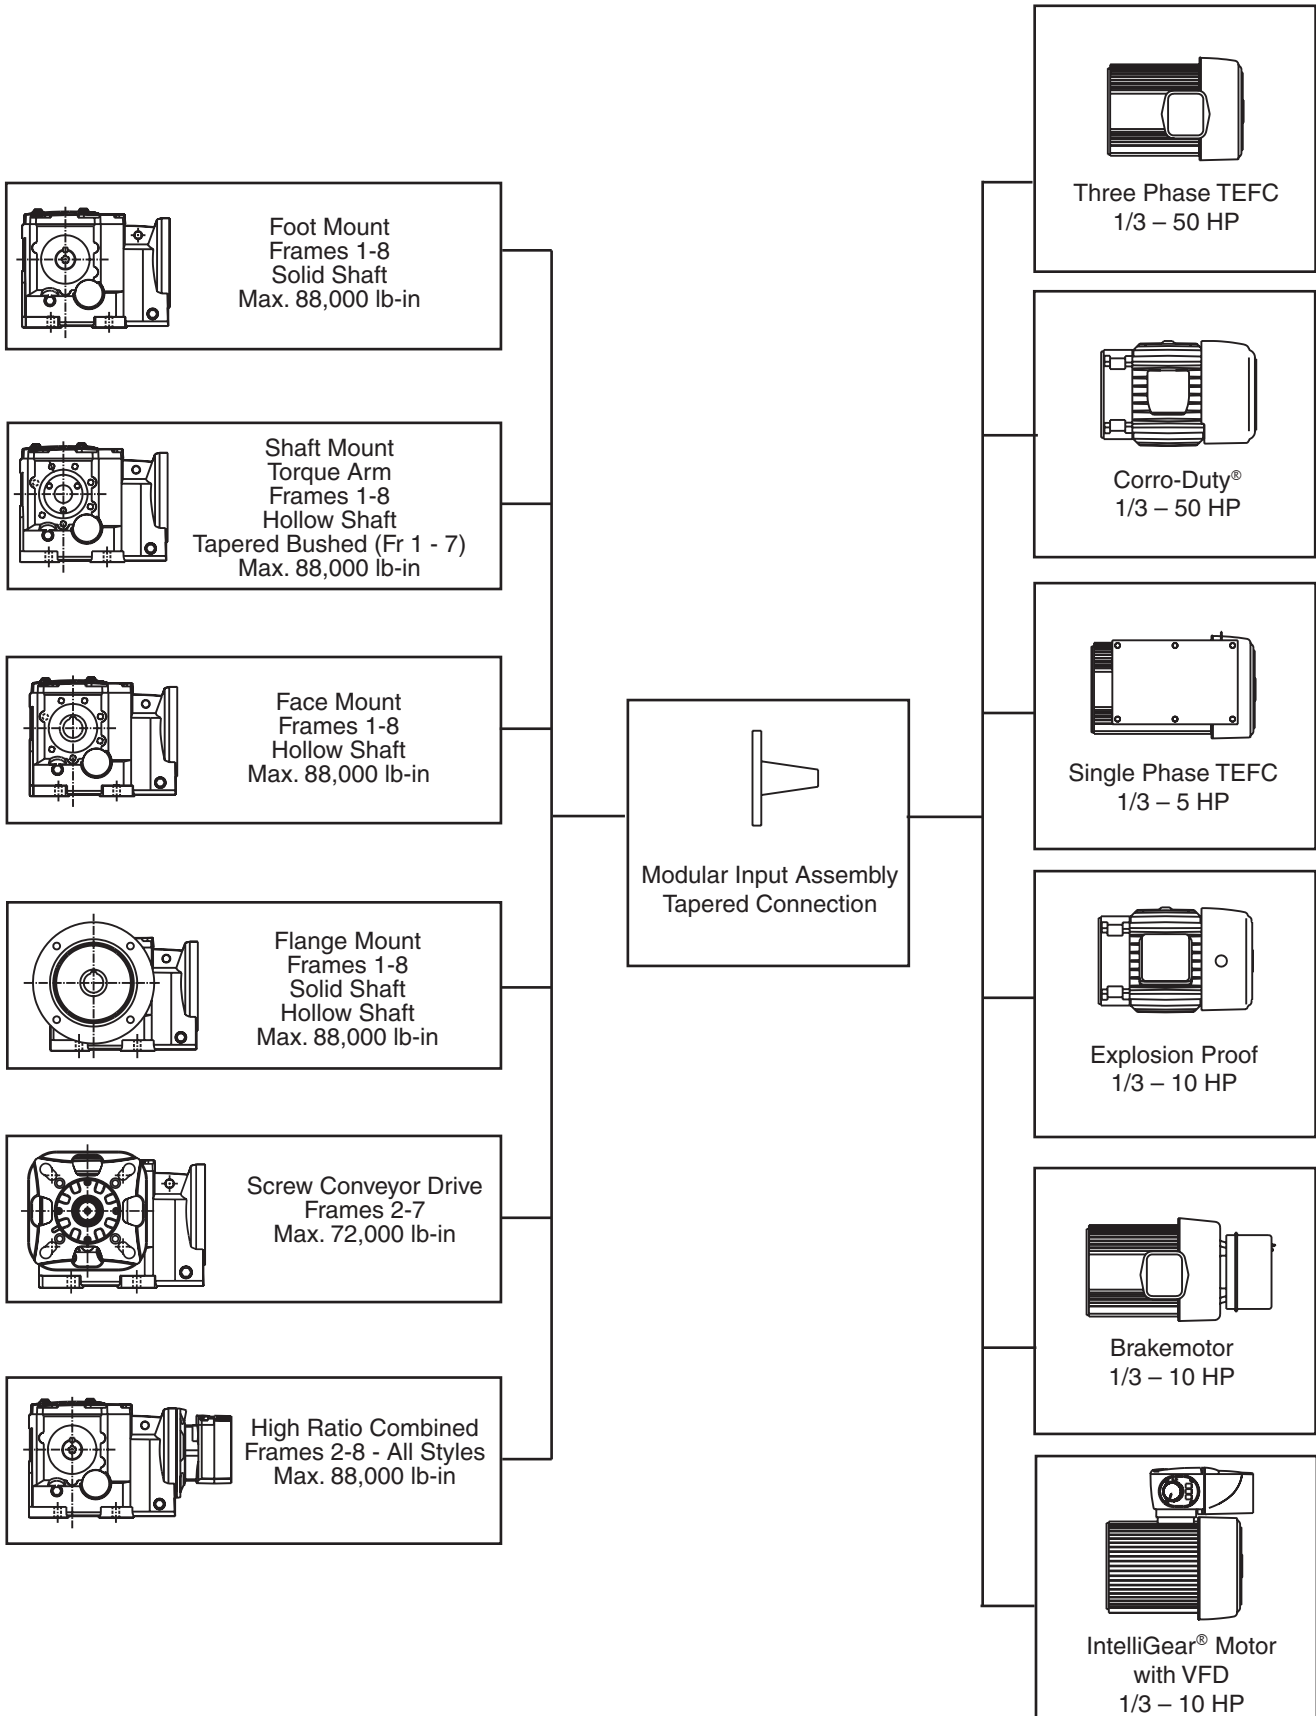 Foot Mount
Frames 1-8
Solid Shaft
Max. 88,000 lb-in
Shaft Mount
Torque Arm
Frames 1-8
Hollow Shaft
Tapered Bushed (Fr 1 - 7)
Max. 88,000 lb-in
Face Mount
Frames 1-8
Hollow Shaft
Max. 88,000 lb-in
Flange Mount
Frames 1-8
Solid Shaft
Hollow Shaft
Max. 88,000 lb-in
Screw Conveyor Drive
Frames 2-7
Max. 72,000 lb-in
High Ratio Combined
Frames 2-8 - All Styles
Max. 88,000 lb-in
Modular Input Assembly
Tapered Connection
Three Phase TEFC
1/3 – 50 HP
Corro-Duty®
1/3 – 50 HP
Single Phase TEFC
1/3 – 5 HP
Explosion Proof
1/3 – 10 HP
Brakemotor
1/3 – 10 HP
IntelliGear® Motor
with VFD
1/3 – 10 HP